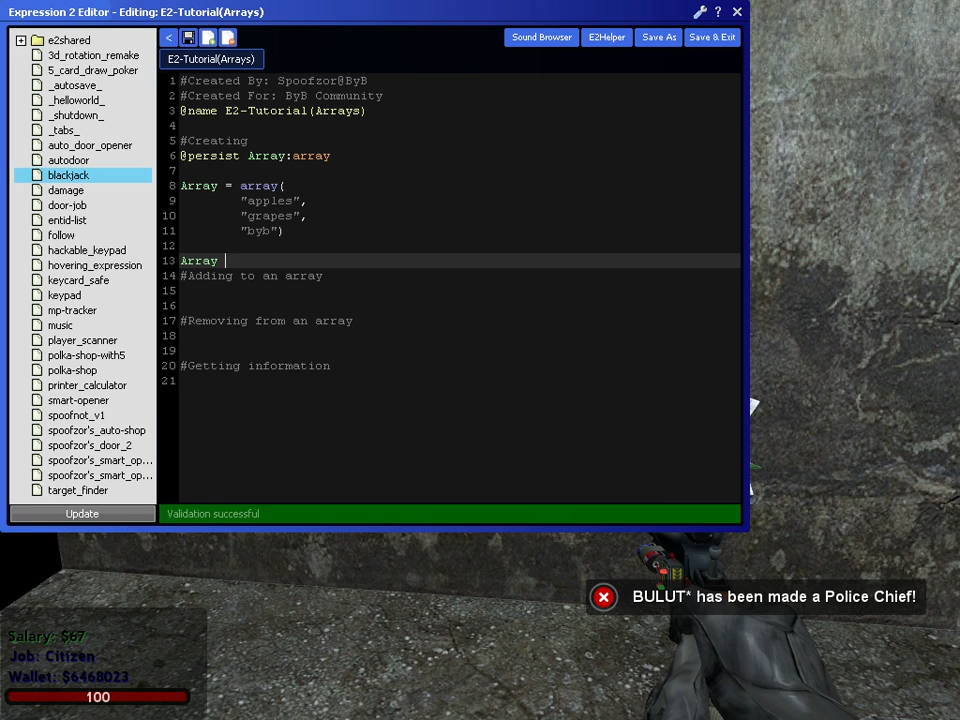 Expression 2 Editor - Editing: E2-Tutorial(Arrays)
?
e2shared
3d_rotation_remake
5_card_draw_poker
_autosave_
_helloworld_
_shutdown_
_tabs_
auto_door_opener
autodoor
blackjack
damage
door-job
entid-list
follow
hackable_keypad
hovering_expression
keycard_safe
keypad
mp-tracker
music
player_scanner
polka-shop-with5
polka-shop
printer_calculator
smart-opener
spoofnot_v1
spoofzor's_auto-shop
spoofzor's_door_2
spoofzor's_smart_op...
spoofzor's_smart_op...
target_finder
Update
<
Sound Browser
E2Helper
Save As
Save & Exit
E2-Tutorial(Arrays)
1 #Created By: Spoofzor@ByB
2 #Created For: ByB Community
3 @name E2-Tutorial(Arrays)
4
5 #Creating
6 @persist Array:array
7
8 Array = array(
9 "apples",
10 "grapes",
11 "byb")
12
13 Array
14 #Adding to an array
15
16
17 #Removing from an array
18
19
20 #Getting information
21
Validation successful
BULUT* has been made a Police Chief!
Salary: $67
Job: Citizen
Wallet: $6468023
100